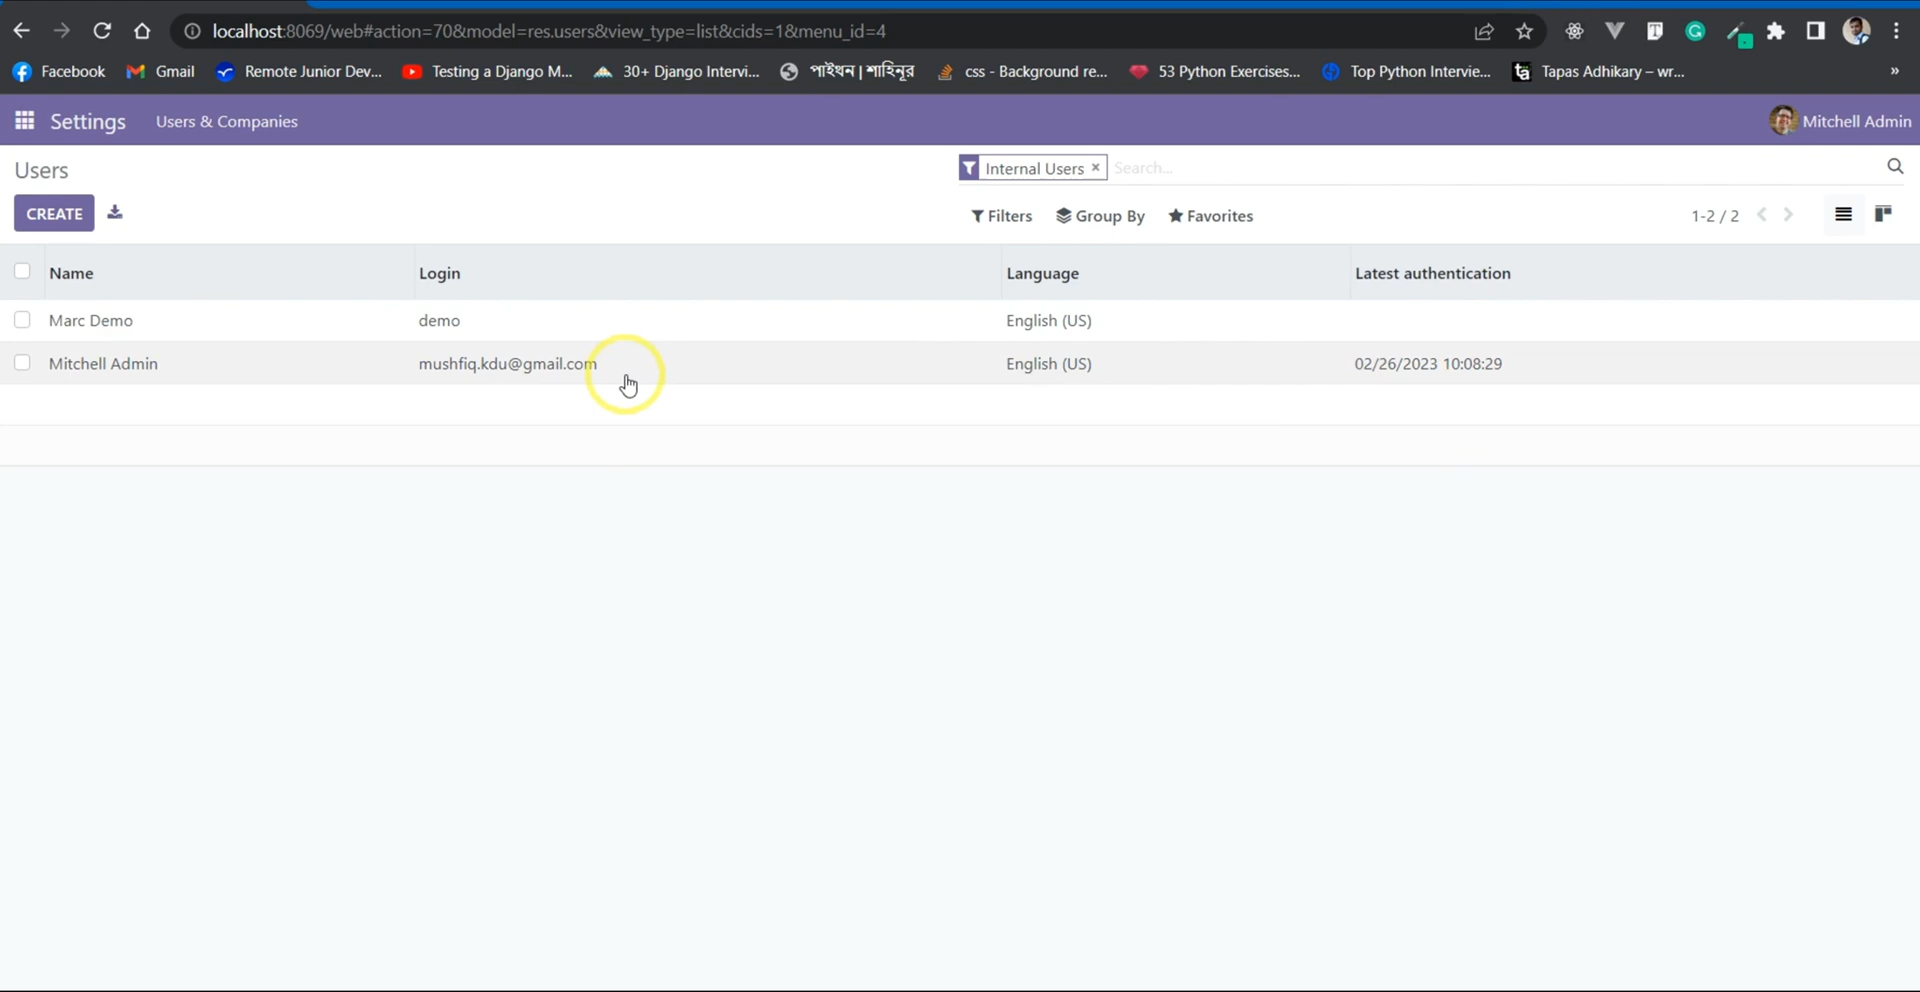 localhost:8069/web#action=70&model=res.users&view_type=list&cids=1&menu_id=4
Facebook Gmail Remote Junior Dev... Testing a Django M... 30+ Django Intervi... পাইথন | শাহিনূর css - Background re... 53 Python Exercises... Top Python Intervie... ta Tapas Adhikary – wr... »
Settings Users & Companies Mitchell Admin
Users Internal Users × Search...
CREATE Filters Group By Favorites 1-2 / 2
Name Login Language Latest authentication
Marc Demo demo English (US)
Mitchell Admin mushfiq.kdu@gmail.com English (US) 02/26/2023 10:08:29